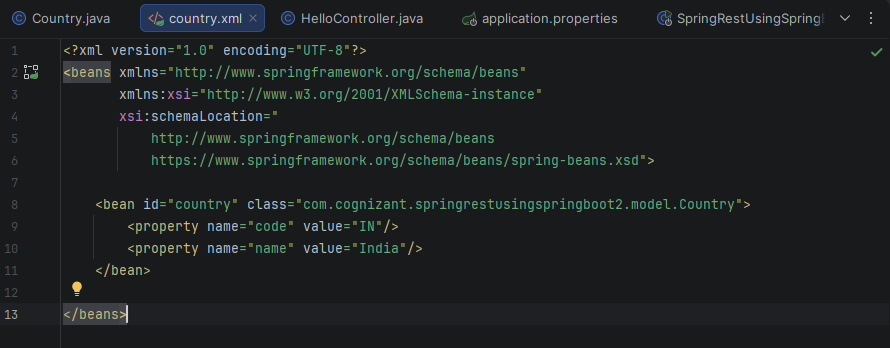 Country.java country.xml HelloController.java application.properties SpringRestUsingSpring
1 <?xml version="1.0" encoding="UTF-8"?>
2 <beans xmlns="http://www.springframework.org/schema/beans"
3 xmlns:xsi="http://www.w3.org/2001/XMLSchema-instance"
4 xsi:schemaLocation="
5 http://www.springframework.org/schema/beans
6 https://www.springframework.org/schema/beans/spring-beans.xsd">
7
8 <bean id="country" class="com.cognizant.springrestusingspringboot2.model.Country">
9 <property name="code" value="IN"/>
10 <property name="name" value="India"/>
11 </bean>
12
13 </beans>